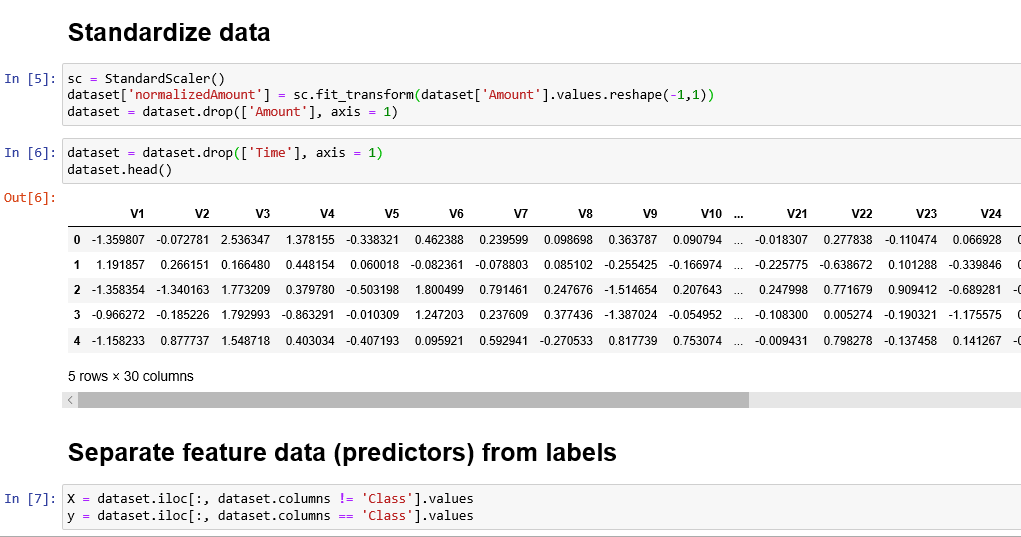 Standardize data
In [5]: sc = StandardScaler()
dataset['normalizedAmount'] = sc.fit_transform(dataset['Amount'].values.reshape(-1,1))
dataset = dataset.drop(['Amount'], axis = 1)
In [6]: dataset = dataset.drop(['Time'], axis = 1)
dataset.head()
Out[6]:
V1 V2 V3 V4 V5 V6 V7 V8 V9 V10 ... V21 V22 V23 V24
0 -1.359807 -0.072781 2.536347 1.378155 -0.338321 0.462388 0.239599 0.098698 0.363787 0.090794 ... -0.018307 0.277838 -0.110474 0.066928
1 1.191857 0.266151 0.166480 0.448154 0.060018 -0.082361 -0.078803 0.085102 -0.255425 -0.166974 ... -0.225775 -0.638672 0.101288 -0.339846
2 -1.358354 -1.340163 1.773209 0.379780 -0.503198 1.800499 0.791461 0.247676 -1.514654 0.207643 ... 0.247998 0.771679 0.909412 -0.689281
3 -0.966272 -0.185226 1.792993 -0.863291 -0.010309 1.247203 0.237609 0.377436 -1.387024 -0.054952 ... -0.108300 0.005274 -0.190321 -1.175575
4 -1.158233 0.877737 1.548718 0.403034 -0.407193 0.095921 0.592941 -0.270533 0.817739 0.753074 ... -0.009431 0.798278 -0.137458 0.141267
5 rows × 30 columns
Separate feature data (predictors) from labels
In [7]: X = dataset.iloc[:, dataset.columns != 'Class'].values
y = dataset.iloc[:, dataset.columns == 'Class'].values